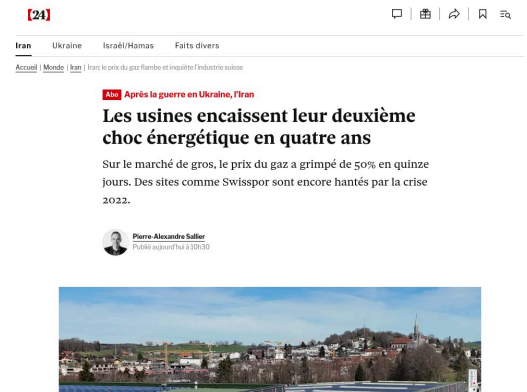 【24】
Iran Ukraine Israël/Hamas Faits divers
Accueil | Monde | Iran | Iran: le prix du gaz flambe et inquiète l'industrie suisse
Abo Après la guerre en Ukraine, l'Iran
Les usines encaissent leur deuxième
choc énergétique en quatre ans
Sur le marché de gros, le prix du gaz a grimpé de 50% en quinze
jours. Des sites comme Swisspor sont encore hantés par la crise
2022.
Pierre-Alexandre Sallier
Publié aujourd'hui à 10h30